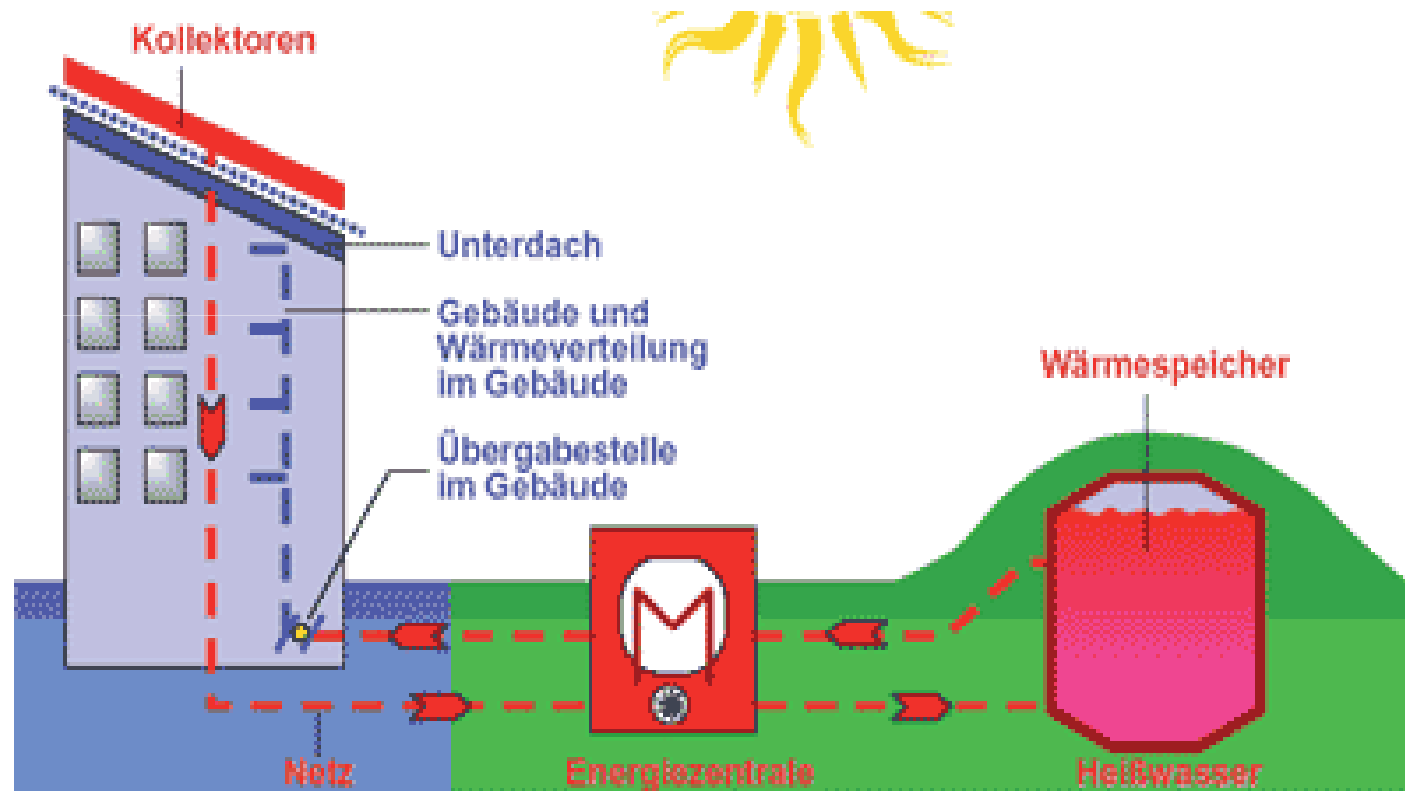 Kollektoren
Unterdach
Gebäude und
Wärmeverteilung
im Gebäude
Wärmespeicher
Übergabestelle
im Gebäude
Netz
Energiezentrale
Heißwasser